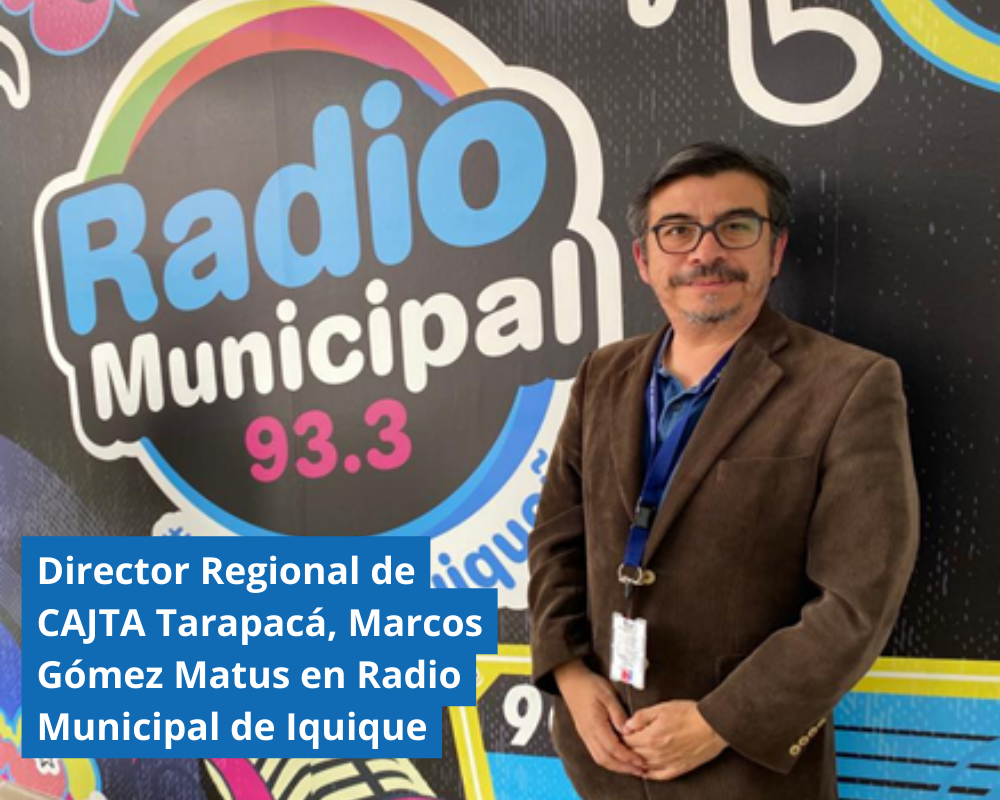 Radio
Municipal
93.3
Director Regional de
CAJTA Tarapacá, Marcos
Gómez Matus en Radio
Municipal de Iquique